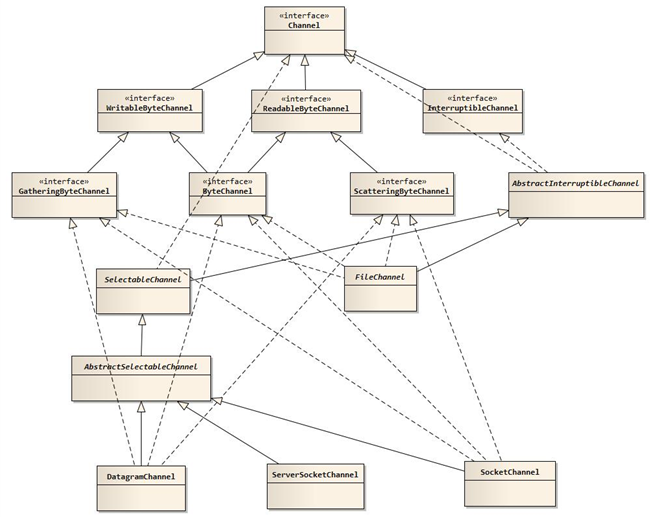 «interface»
Channel
«interface»
WritableByteChannel
«interface»
ReadableByteChannel
«interface»
InterruptibleChannel
«interface»
GatheringByteChannel
«interface»
ByteChannel
«interface»
ScatteringByteChannel
AbstractInterruptibleChannel
SelectableChannel
FileChannel
AbstractSelectableChannel
DatagramChannel
ServerSocketChannel
SocketChannel